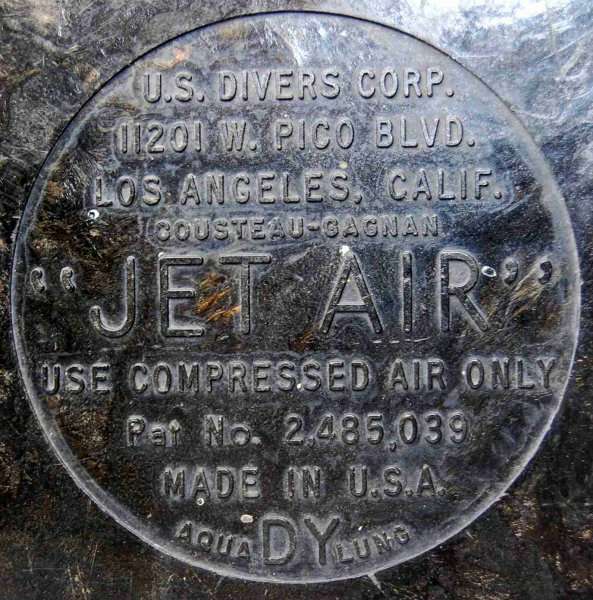 U.S. DIVERS CORP.
11201 W. PICO BLVD.
LOS ANGELES, CALIF.
COUSTEAU-GAGNAN
"JET AIR"
USE COMPRESSED AIR ONLY
Pat No. 2,485,039
MADE IN U.S.A.
AQUA DY LUNG